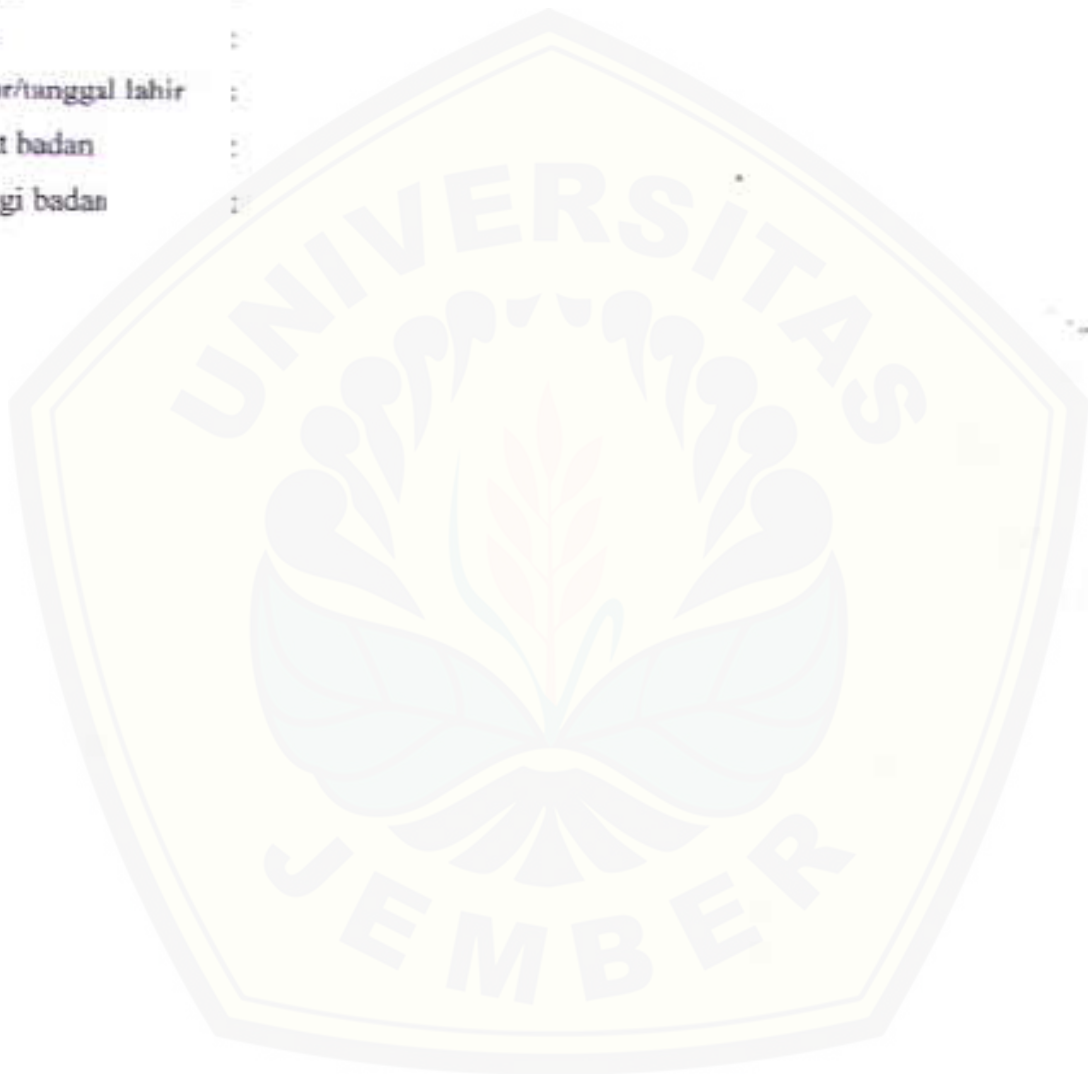 :
r/tanggal lahir :
t badan :
gi badan :
UNIVERSITAS
JEMBER